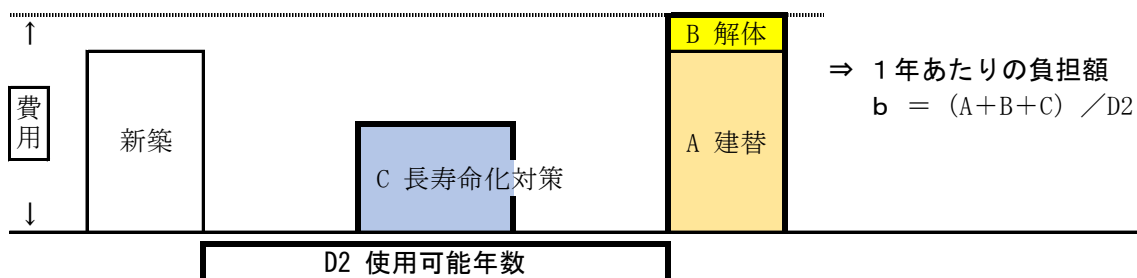 ↑
費用
↓
新築
C 長寿命化対策
B 解体
A 建替
⇒ １年あたりの負担額
b ＝ (A＋B＋C) ／D2
D2 使用可能年数